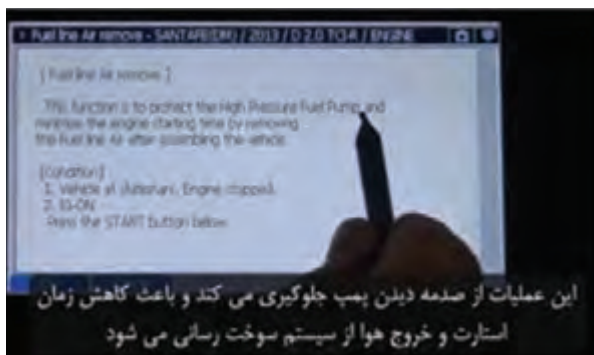 Fuel line Air remove - SANTAFE(DM) / 2013 / D 2.0 TCI-R / ENGINE
[ Fuel line Air remove ]
This function is to protect the High Pressure Fuel Pump and
minimize the engine starting time by removing
the Fuel line Air after assembling the vehicle.
[Condition]
1. Vehicle at stationary, Engine stopped.
2. IG-ON
Press the START button below.
این عملیات از صدمه دیدن پمپ جلوگیری می کند و باعث کاهش زمان
استارت و خروج هوا از سیستم سوخت رسانی می شود